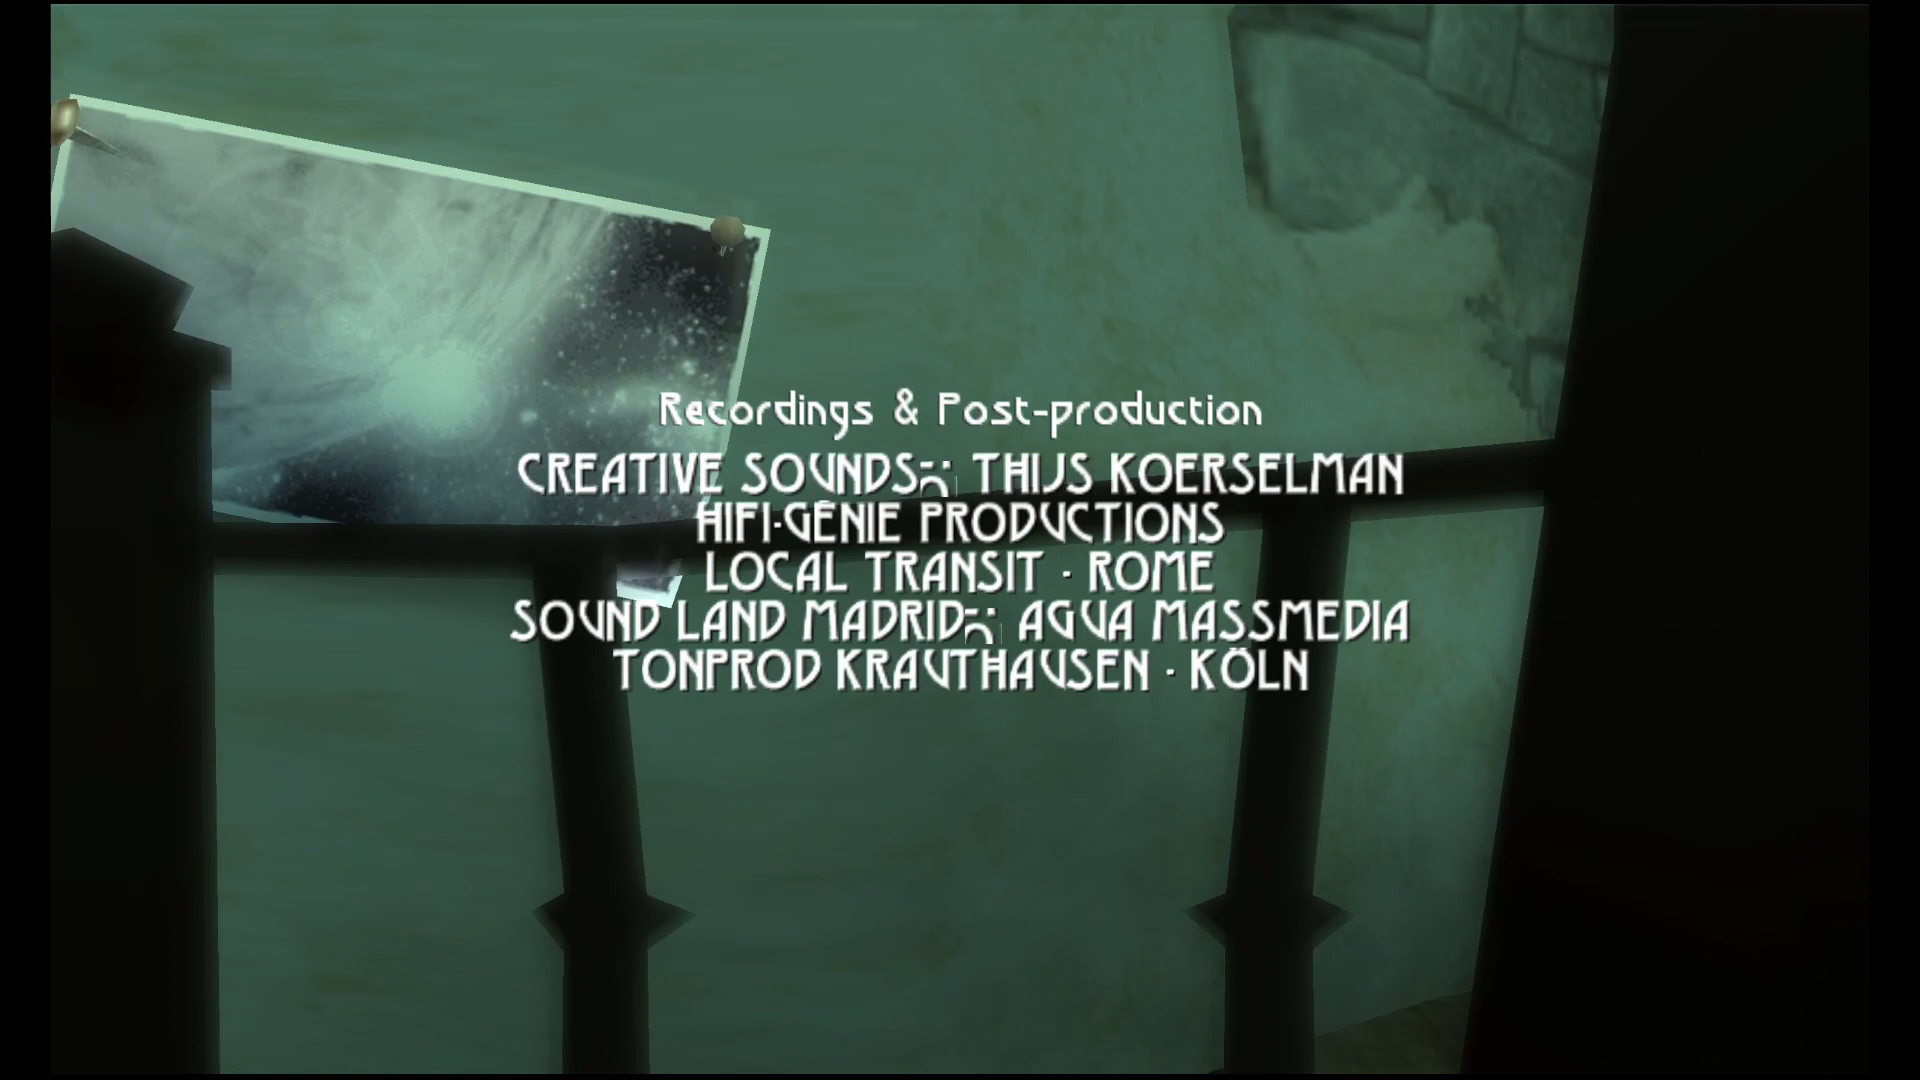 Recordings & Post-production
CREATIVE SOUNDS THIJS KOERSELMAN
HIFI-GENIE PRODUCTIONS
LOCAL TRANSIT - ROME
SOUND LAND MADRID AGUA MASSMEDIA
TONPROD KRAUTHAUSEN - KÖLN